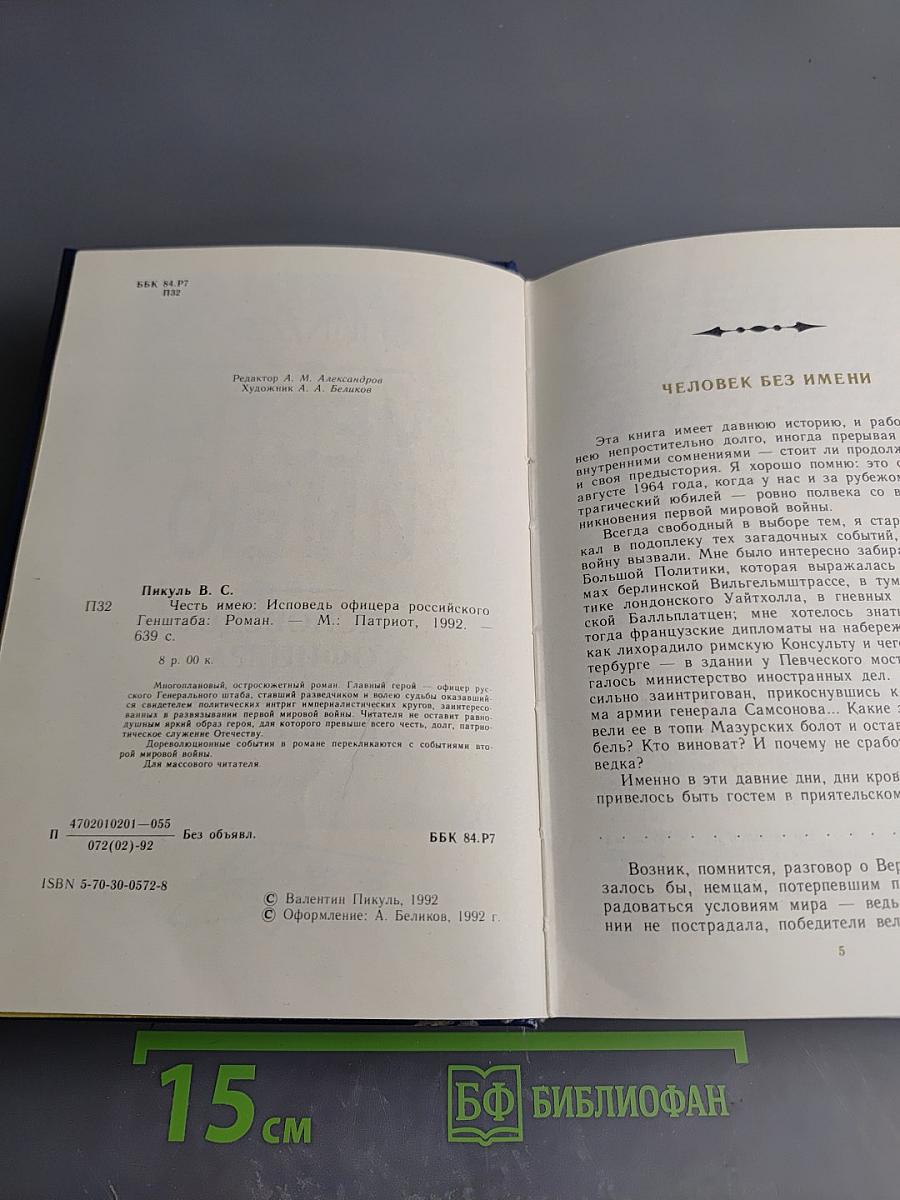 ББК 84.Р7
П32
Редактор А. М. Александров
Художник А. А. Беликов
Пикуль В. С.
П32 Честь имею: Исповедь офицера российского
Генштаба: Роман. — М.: Патриот, 1992. —
639 с.
8 р. 00 к.
Многоплановый, остросюжетный роман. Главный герой — офицер рус-
ского Генерального штаба, ставший разведчиком и волею судьбы оказавший-
ся свидетелем политических интриг империалистических кругов, заинтересо-
ванных в развязывании первой мировой войны. Читателя не оставит равно-
душным яркий образ героя, для которого превыше всего честь, долг, патрио-
тическое служение Отечеству.
Дореволюционные события в романе перекликаются с событиями вто-
рой мировой войны.
Для массового читателя.
П 4702010201—055 Без объявл.
072(02)-92
ББК 84.Р7
ISBN 5-70-30-0572-8
© Валентин Пикуль, 1992
© Оформление: А. Беликов, 1992 г.
ЧЕЛОВЕК БЕЗ ИМЕНИ
Эта книга имеет давнюю историю, и рабо
нею непростительно долго, иногда прерывая
внутренними сомнениями — стоит ли продолж
и своя предыстория. Я хорошо помню: это с
августе 1964 года, когда у нас и за рубежом
трагический юбилей — ровно полвека со в
никновения первой мировой войны.
Всегда свободный в выборе тем, я стар
кал в подоплеку тех загадочных событий,
войну вызвали. Мне было интересно забира
Большой Политики, которая выражалась
мах берлинской Вильгельмштрассе, в тум
тике лондонского Уайтхолла, в гневных
ской Балльплатцен; мне хотелось знать
тогда французские дипломаты на набереж
как лихорадило римскую Консульту и чег
тербурге — в здании у Певческого мост
галось министерство иностранных дел.
сильно заинтригован, прикоснувшись к
ма армии генерала Самсонова... Какие з
вели ее в топи Мазурских болот и остав
бель? Кто виноват? И почему не сработ
ведка?
Именно в эти давние дни, дни кров
привелось быть гостем в приятельском
. . . . . . . . . . . .
Возник, помнится, разговор о Вер
залось бы, немцам, потерпевшим п
радоваться условиям мира — ведь
нии не пострадала, победители вел
5
15 см
БФ БИБЛИОФАН